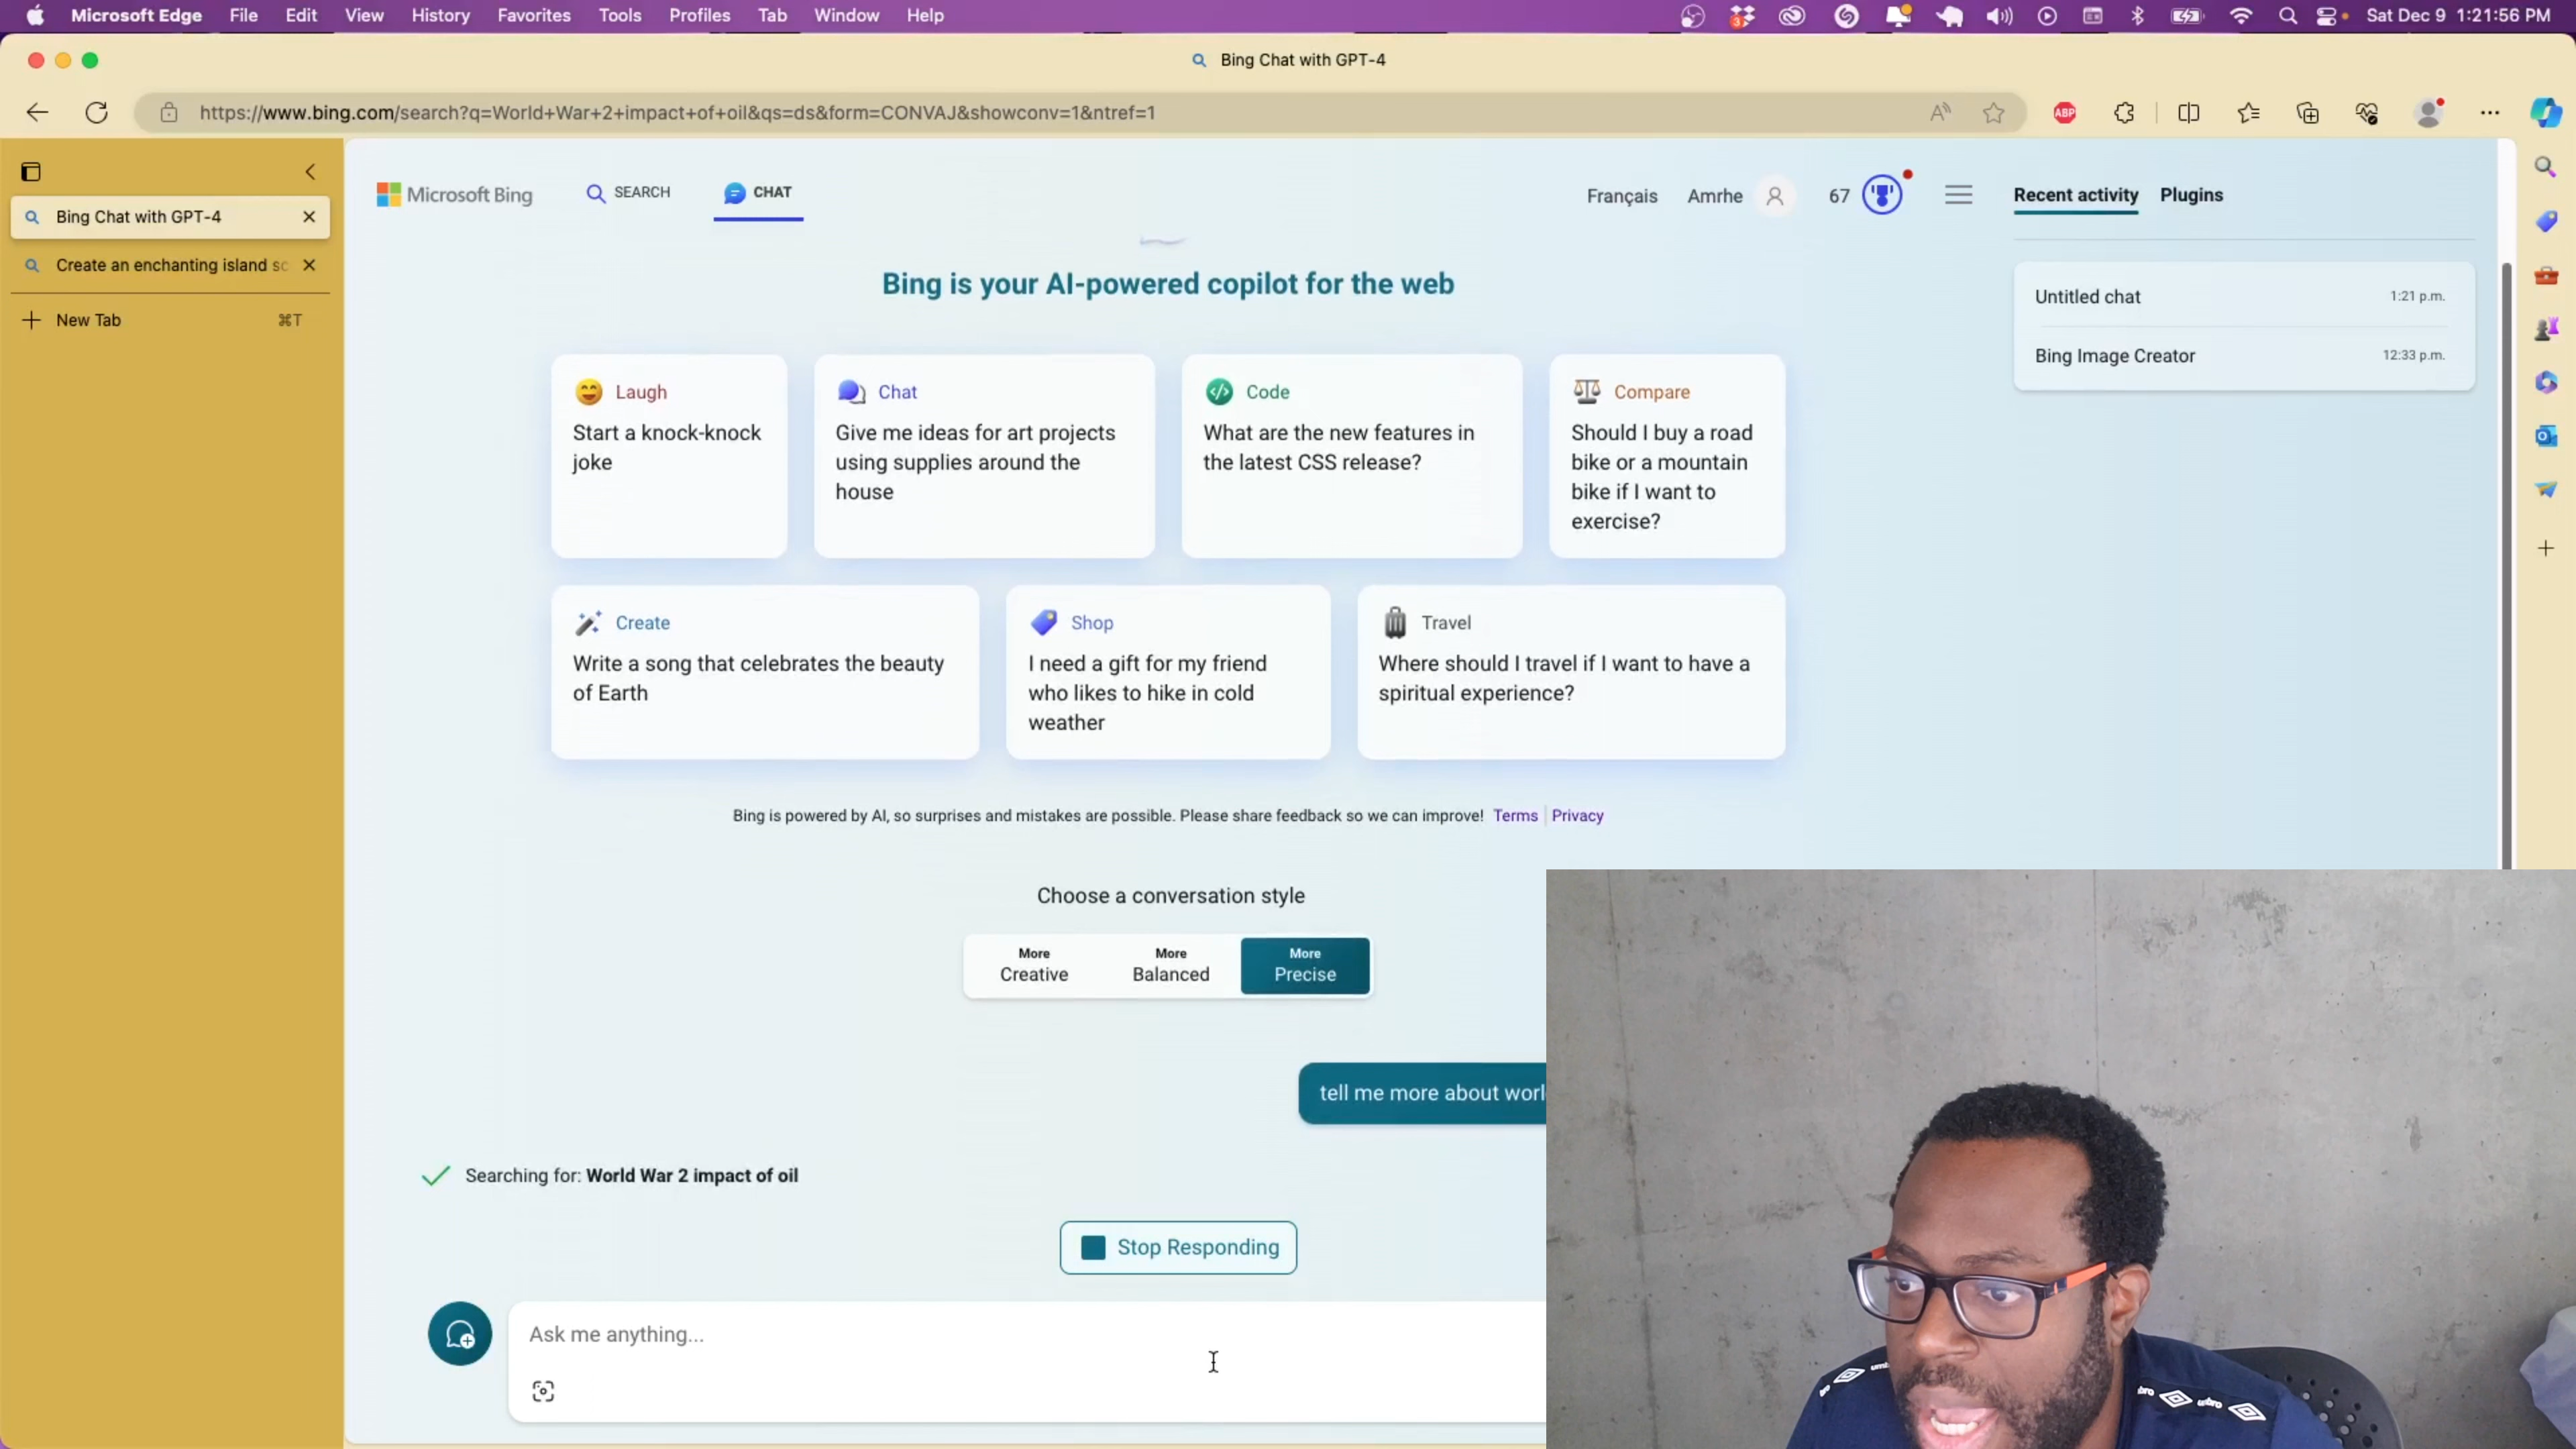 Microsoft Edge File Edit View History Favorites Tools Profiles Tab Window Help
3
Sat Dec 9 1:21:56 PM
Bing Chat with GPT-4
https://www.bing.com/search?q=World+War+2+impact+of+oil&qs=ds&form=CONVAJ&showconv=1&ntref=1
ABP
Bing Chat with GPT-4
Create an enchanting island sc
New Tab ⌘T
Microsoft Bing
SEARCH
CHAT
Français Amrhe 67
Recent activity Plugins
Untitled chat 1:21 p.m.
Bing Image Creator 12:33 p.m.
Bing is your AI-powered copilot for the web
Laugh
Start a knock-knock
joke
Chat
Give me ideas for art projects
using supplies around the
house
Code
What are the new features in
the latest CSS release?
Compare
Should I buy a road
bike or a mountain
bike if I want to
exercise?
Create
Write a song that celebrates the beauty
of Earth
Shop
I need a gift for my friend
who likes to hike in cold
weather
Travel
Where should I travel if I want to have a
spiritual experience?
Bing is powered by AI, so surprises and mistakes are possible. Please share feedback so we can improve! Terms Privacy
Choose a conversation style
More
Creative
More
Balanced
More
Precise
tell me more about worl
Searching for: World War 2 impact of oil
Stop Responding
Ask me anything...
umbro